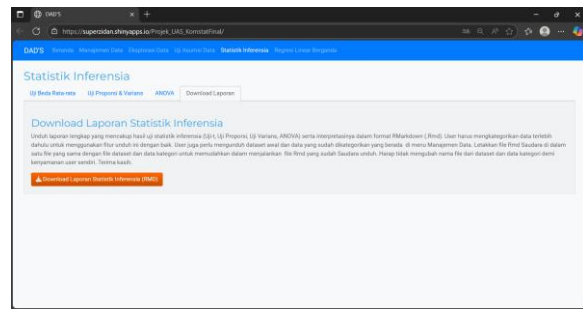 DAD'S
https://superzidan.shinyapps.io/Projek_UAS_KomstatFinal/
DAD'S Beranda Manajemen Data Eksplorasi Data Uji Asumsi Data Statistik Inferensia Regresi Linear Berganda
Statistik Inferensia
Uji Beda Rata-rata Uji Proporsi & Varians ANOVA Download Laporan
Download Laporan Statistik Inferensia
Unduh laporan lengkap yang mencakup hasil uji statistik inferensia (Uji-t, Uji Proporsi, Uji Varians, ANOVA) serta interpretasinya dalam format RMarkdown (.Rmd). User harus mengkategorikan data terlebih
dahulu untuk menggunakan fitur unduh ini dengan baik. User juga perlu mengunduh dataset awal dan data yang sudah dikategorikan yang berada di menu Manajemen Data. Letakkan file Rmd Saudara di dalam
satu file yang sama dengan file dataset dan data kategori untuk memudahkan dalam menjalankan file Rmd yang sudah Saudara unduh. Harap tidak mengubah nama file dari dataset dan data kategori demi
kenyamanan user sendiri. Terima kasih.
Download Laporan Statistik Inferensia (RMD)